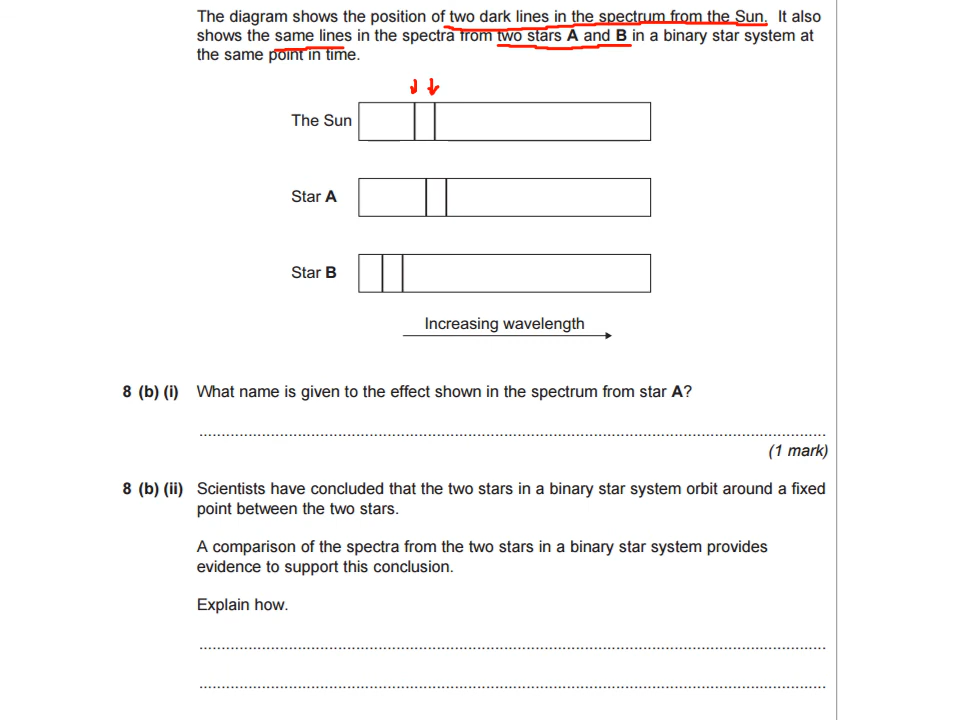 The diagram shows the position of two dark lines in the spectrum from the Sun. It also
shows the same lines in the spectra from two stars A and B in a binary star system at
the same point in time.
The Sun
Star A
Star B
Increasing wavelength
8 (b) (i) What name is given to the effect shown in the spectrum from star A?
(1 mark)
8 (b) (ii) Scientists have concluded that the two stars in a binary star system orbit around a fixed
point between the two stars.
A comparison of the spectra from the two stars in a binary star system provides
evidence to support this conclusion.
Explain how.